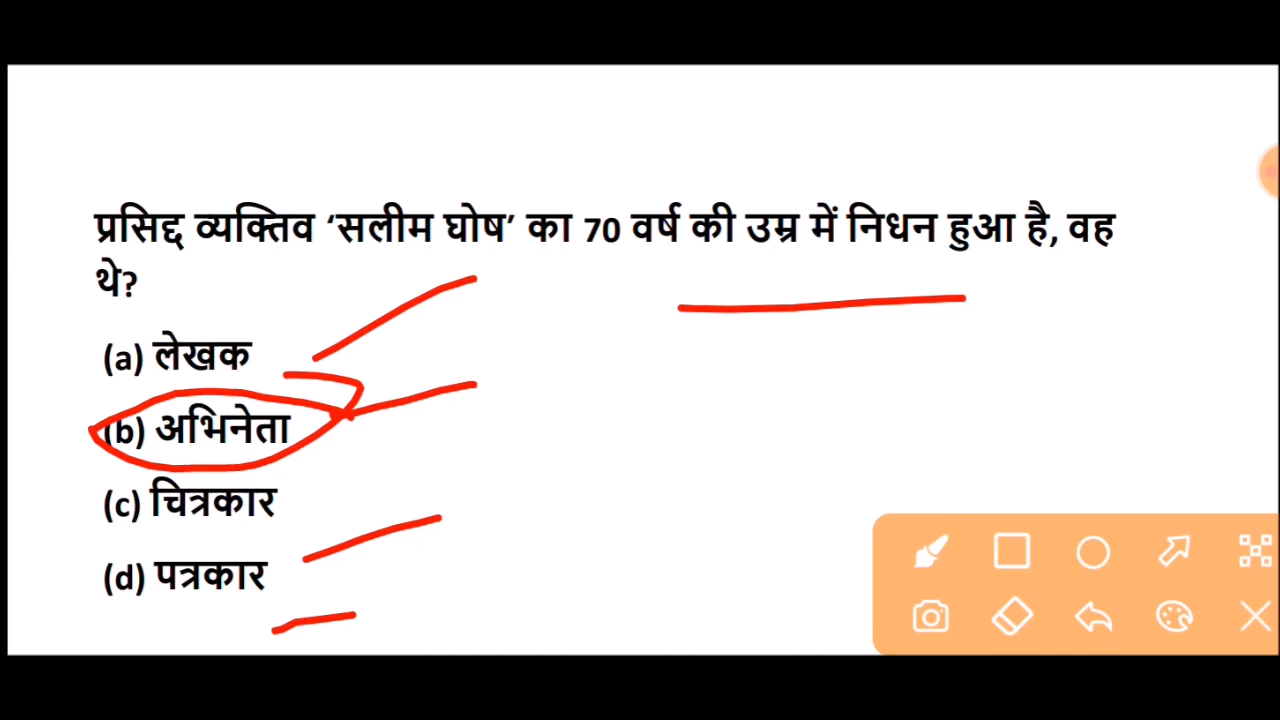 प्रसिद्द व्यक्तिव ‘सलीम घोष’ का 70 वर्ष की उम्र में निधन हुआ है, वह
थे?
(a) लेखक
(b) अभिनेता
(c) चित्रकार
(d) पत्रकार